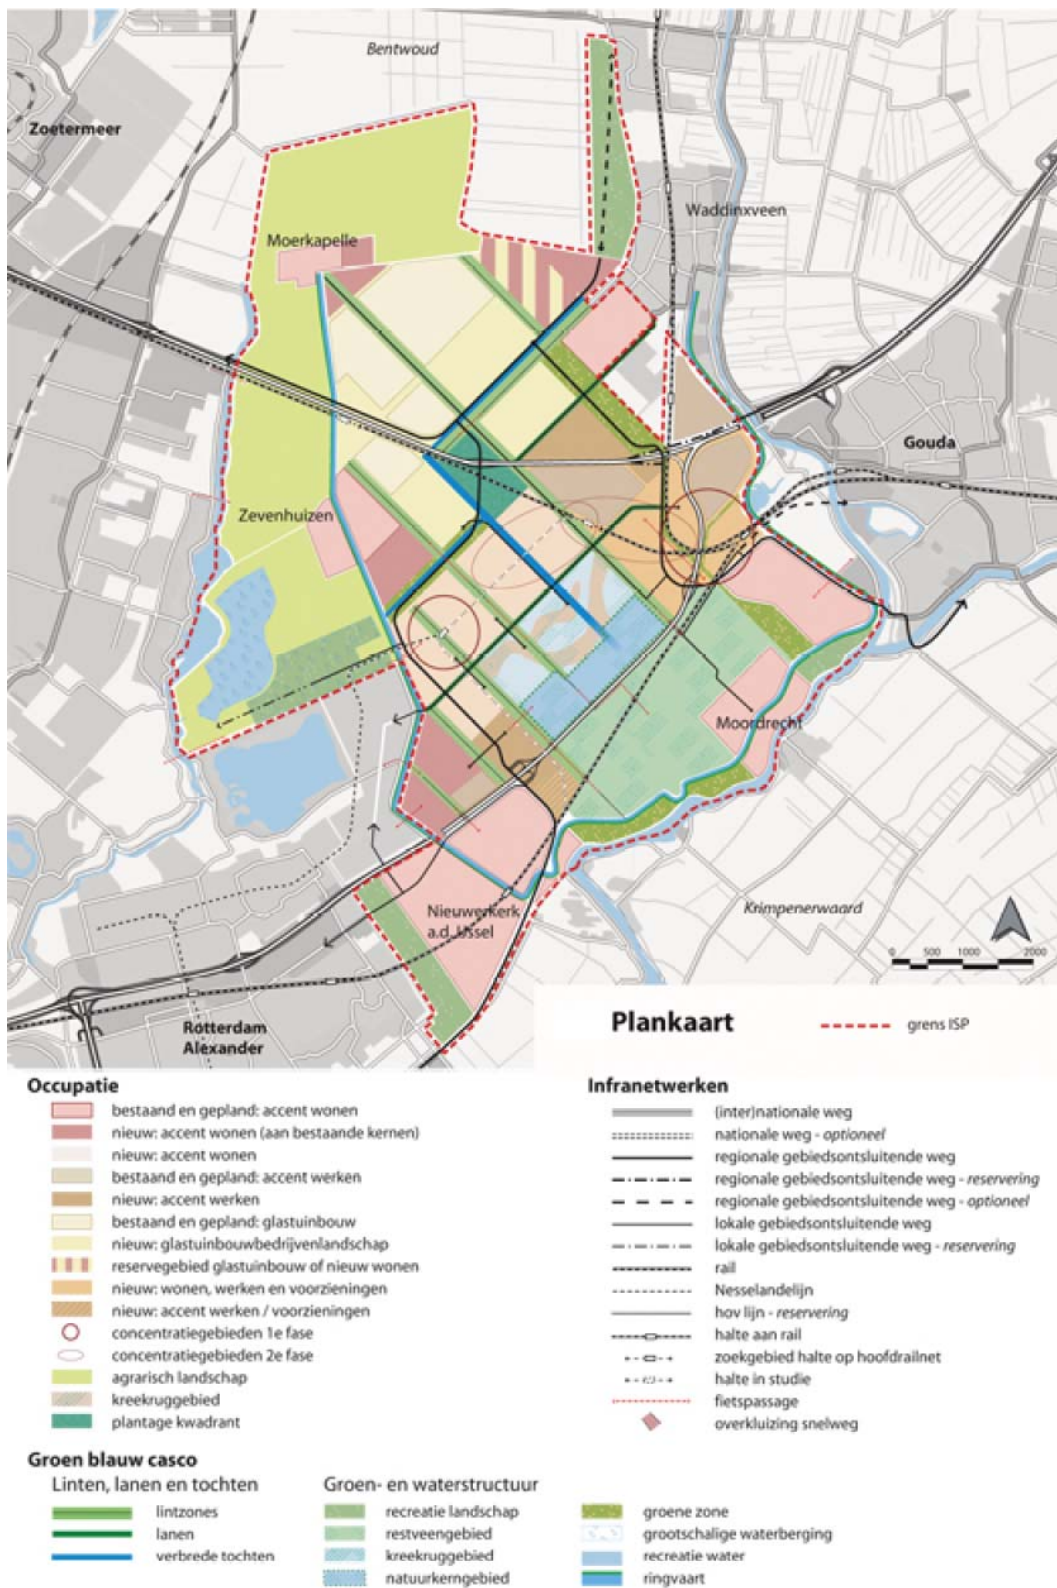 Bentwoud
Zoetermeer
Waddinxveen
Moerkapelle
Gouda
Zevenhuizen
Moordrecht
Nieuwerkerk
a.d. IJssel
Krimpenerwaard
0 500 1000 2000
Rotterdam
Alexander
Plankaart
grens ISP
Occupatie
bestaand en gepland: accent wonen
nieuw: accent wonen (aan bestaande kernen)
nieuw: accent wonen
bestaand en gepland: accent werken
nieuw: accent werken
bestaand en gepland: glastuinbouw
nieuw: glastuinbouwbedrijvenlandschap
reservegebied glastuinbouw of nieuw wonen
nieuw: wonen, werken en voorzieningen
nieuw: accent werken / voorzieningen
concentratiegebieden 1e fase
concentratiegebieden 2e fase
agrarisch landschap
kreekruggebied
plantage kwadrant
Infranetwerken
(inter)nationale weg
nationale weg - optioneel
regionale gebiedsontsluitende weg
regionale gebiedsontsluitende weg - reservering
regionale gebiedsontsluitende weg - optioneel
lokale gebiedsontsluitende weg
lokale gebiedsontsluitende weg - reservering
rail
Nesselandelijn
hov lijn - reservering
halte aan rail
zoekgebied halte op hoofdrailnet
halte in studie
fietspassage
overkluizing snelweg
Groen blauw casco
Linten, lanen en tochten
lintzones
lanen
verbrede tochten
Groen- en waterstructuur
recreatie landschap
restveengebied
kreekruggebied
natuurkerngebied
groene zone
grootschalige waterberging
recreatie water
ringvaart